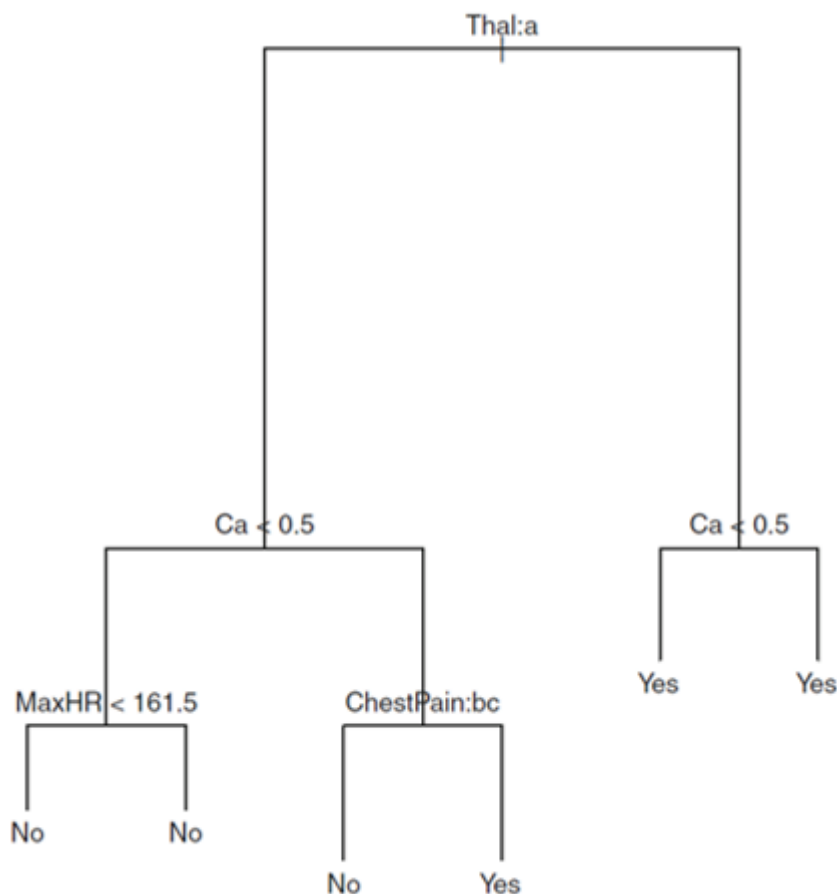 Thal:a
Ca < 0.5
Ca < 0.5
Yes
Yes
MaxHR < 161.5
ChestPain:bc
No
No
No
Yes